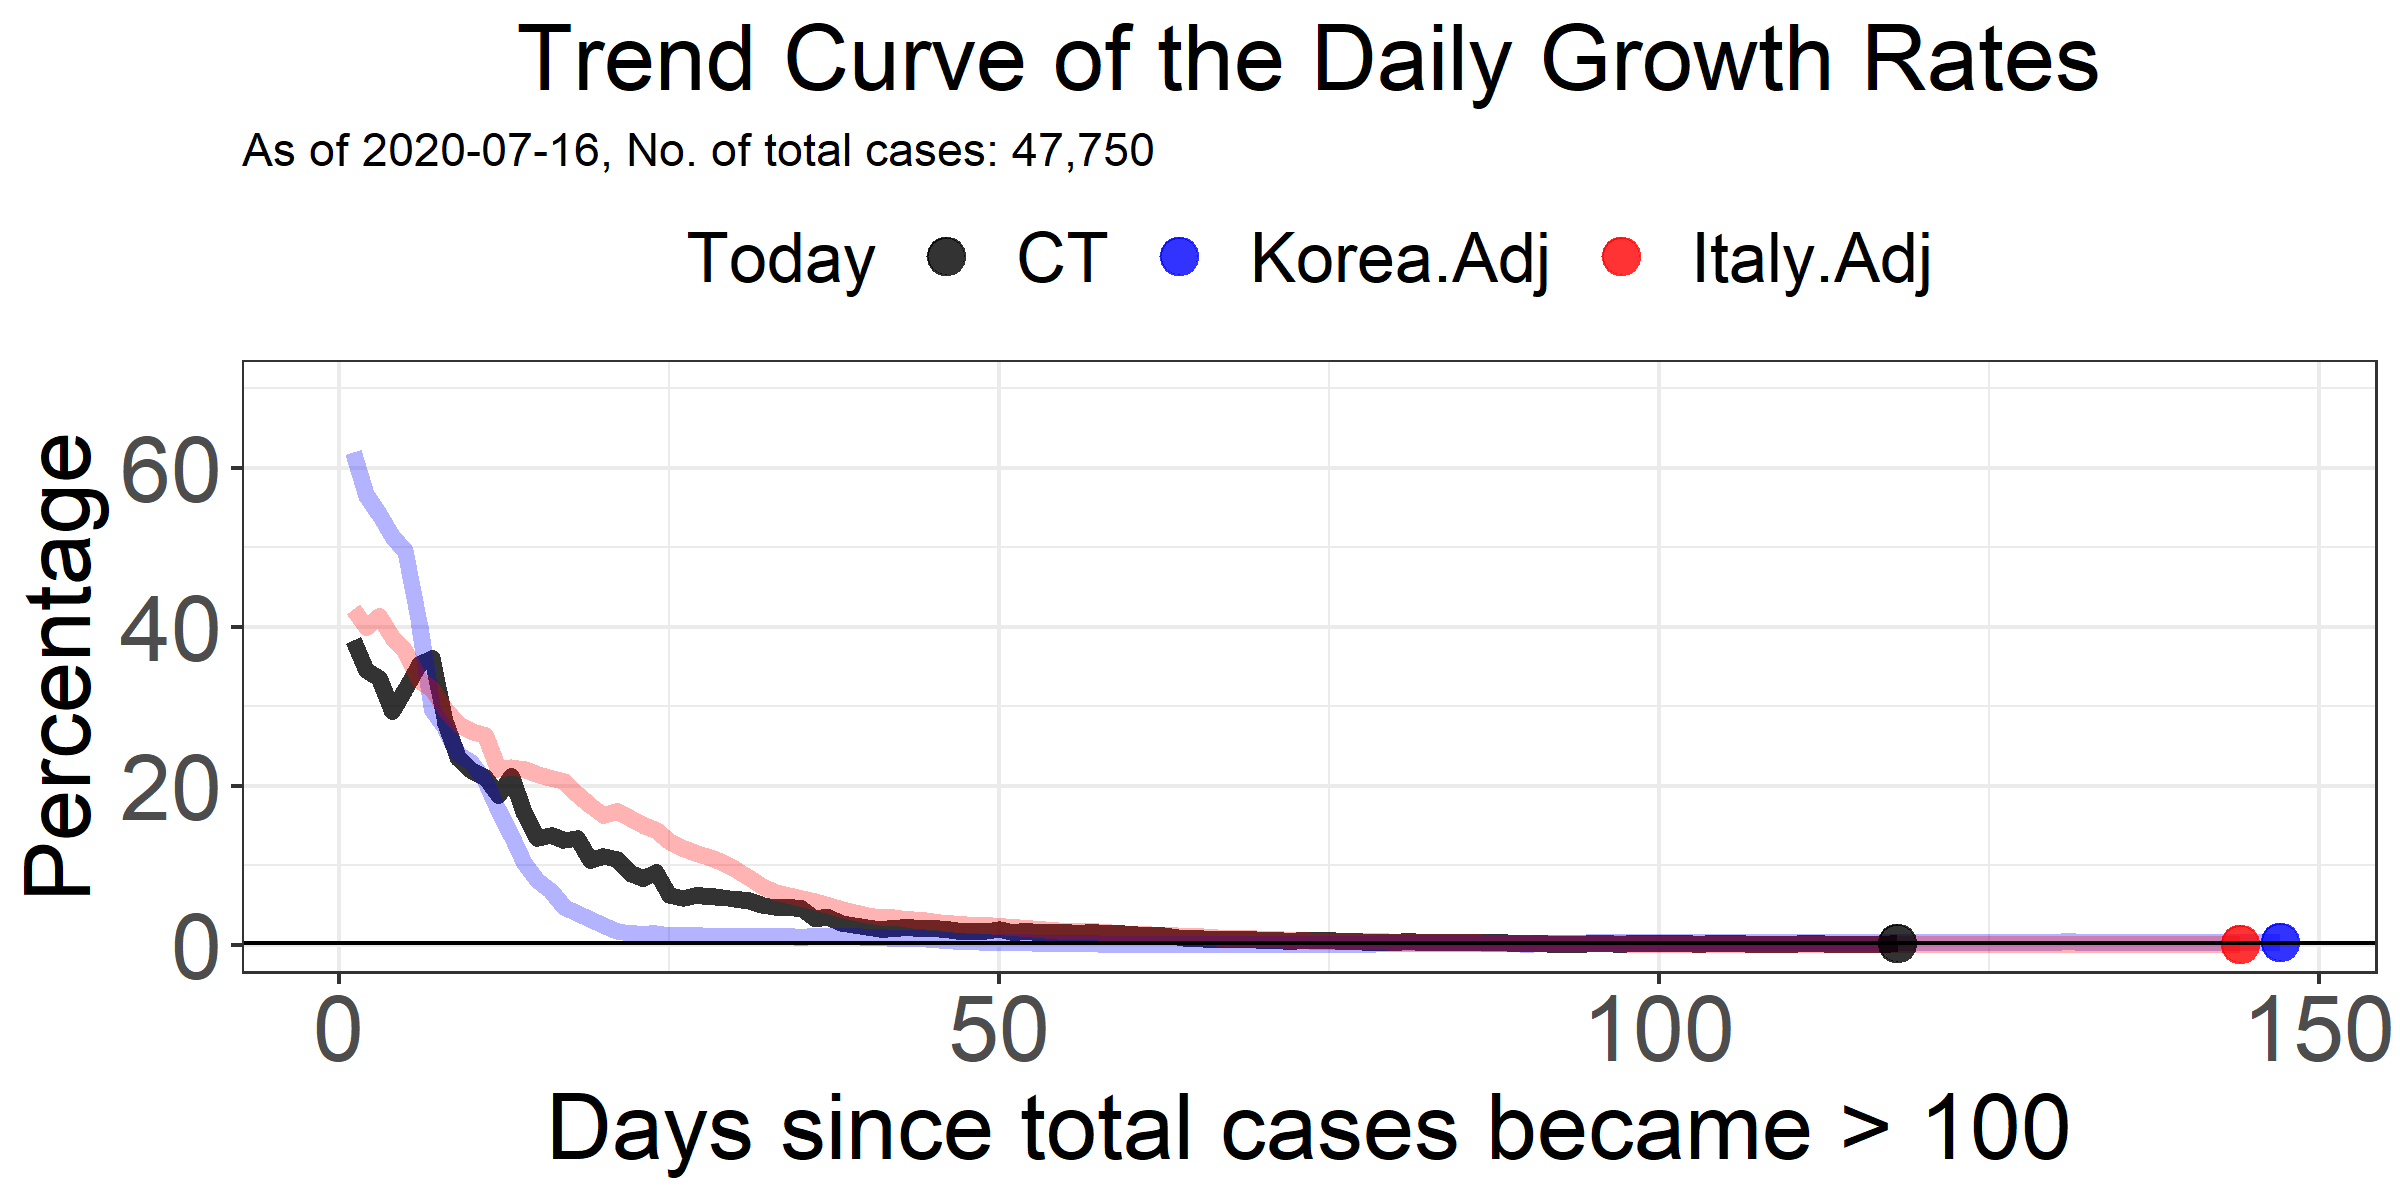 Trend Curve of the Daily Growth Rates
As of 2020-07-16, No. of total cases: 47,750
Today CT Korea.Adj Italy.Adj
Percentage
60
40
20
0
0 50 100 150
Days since total cases became > 100